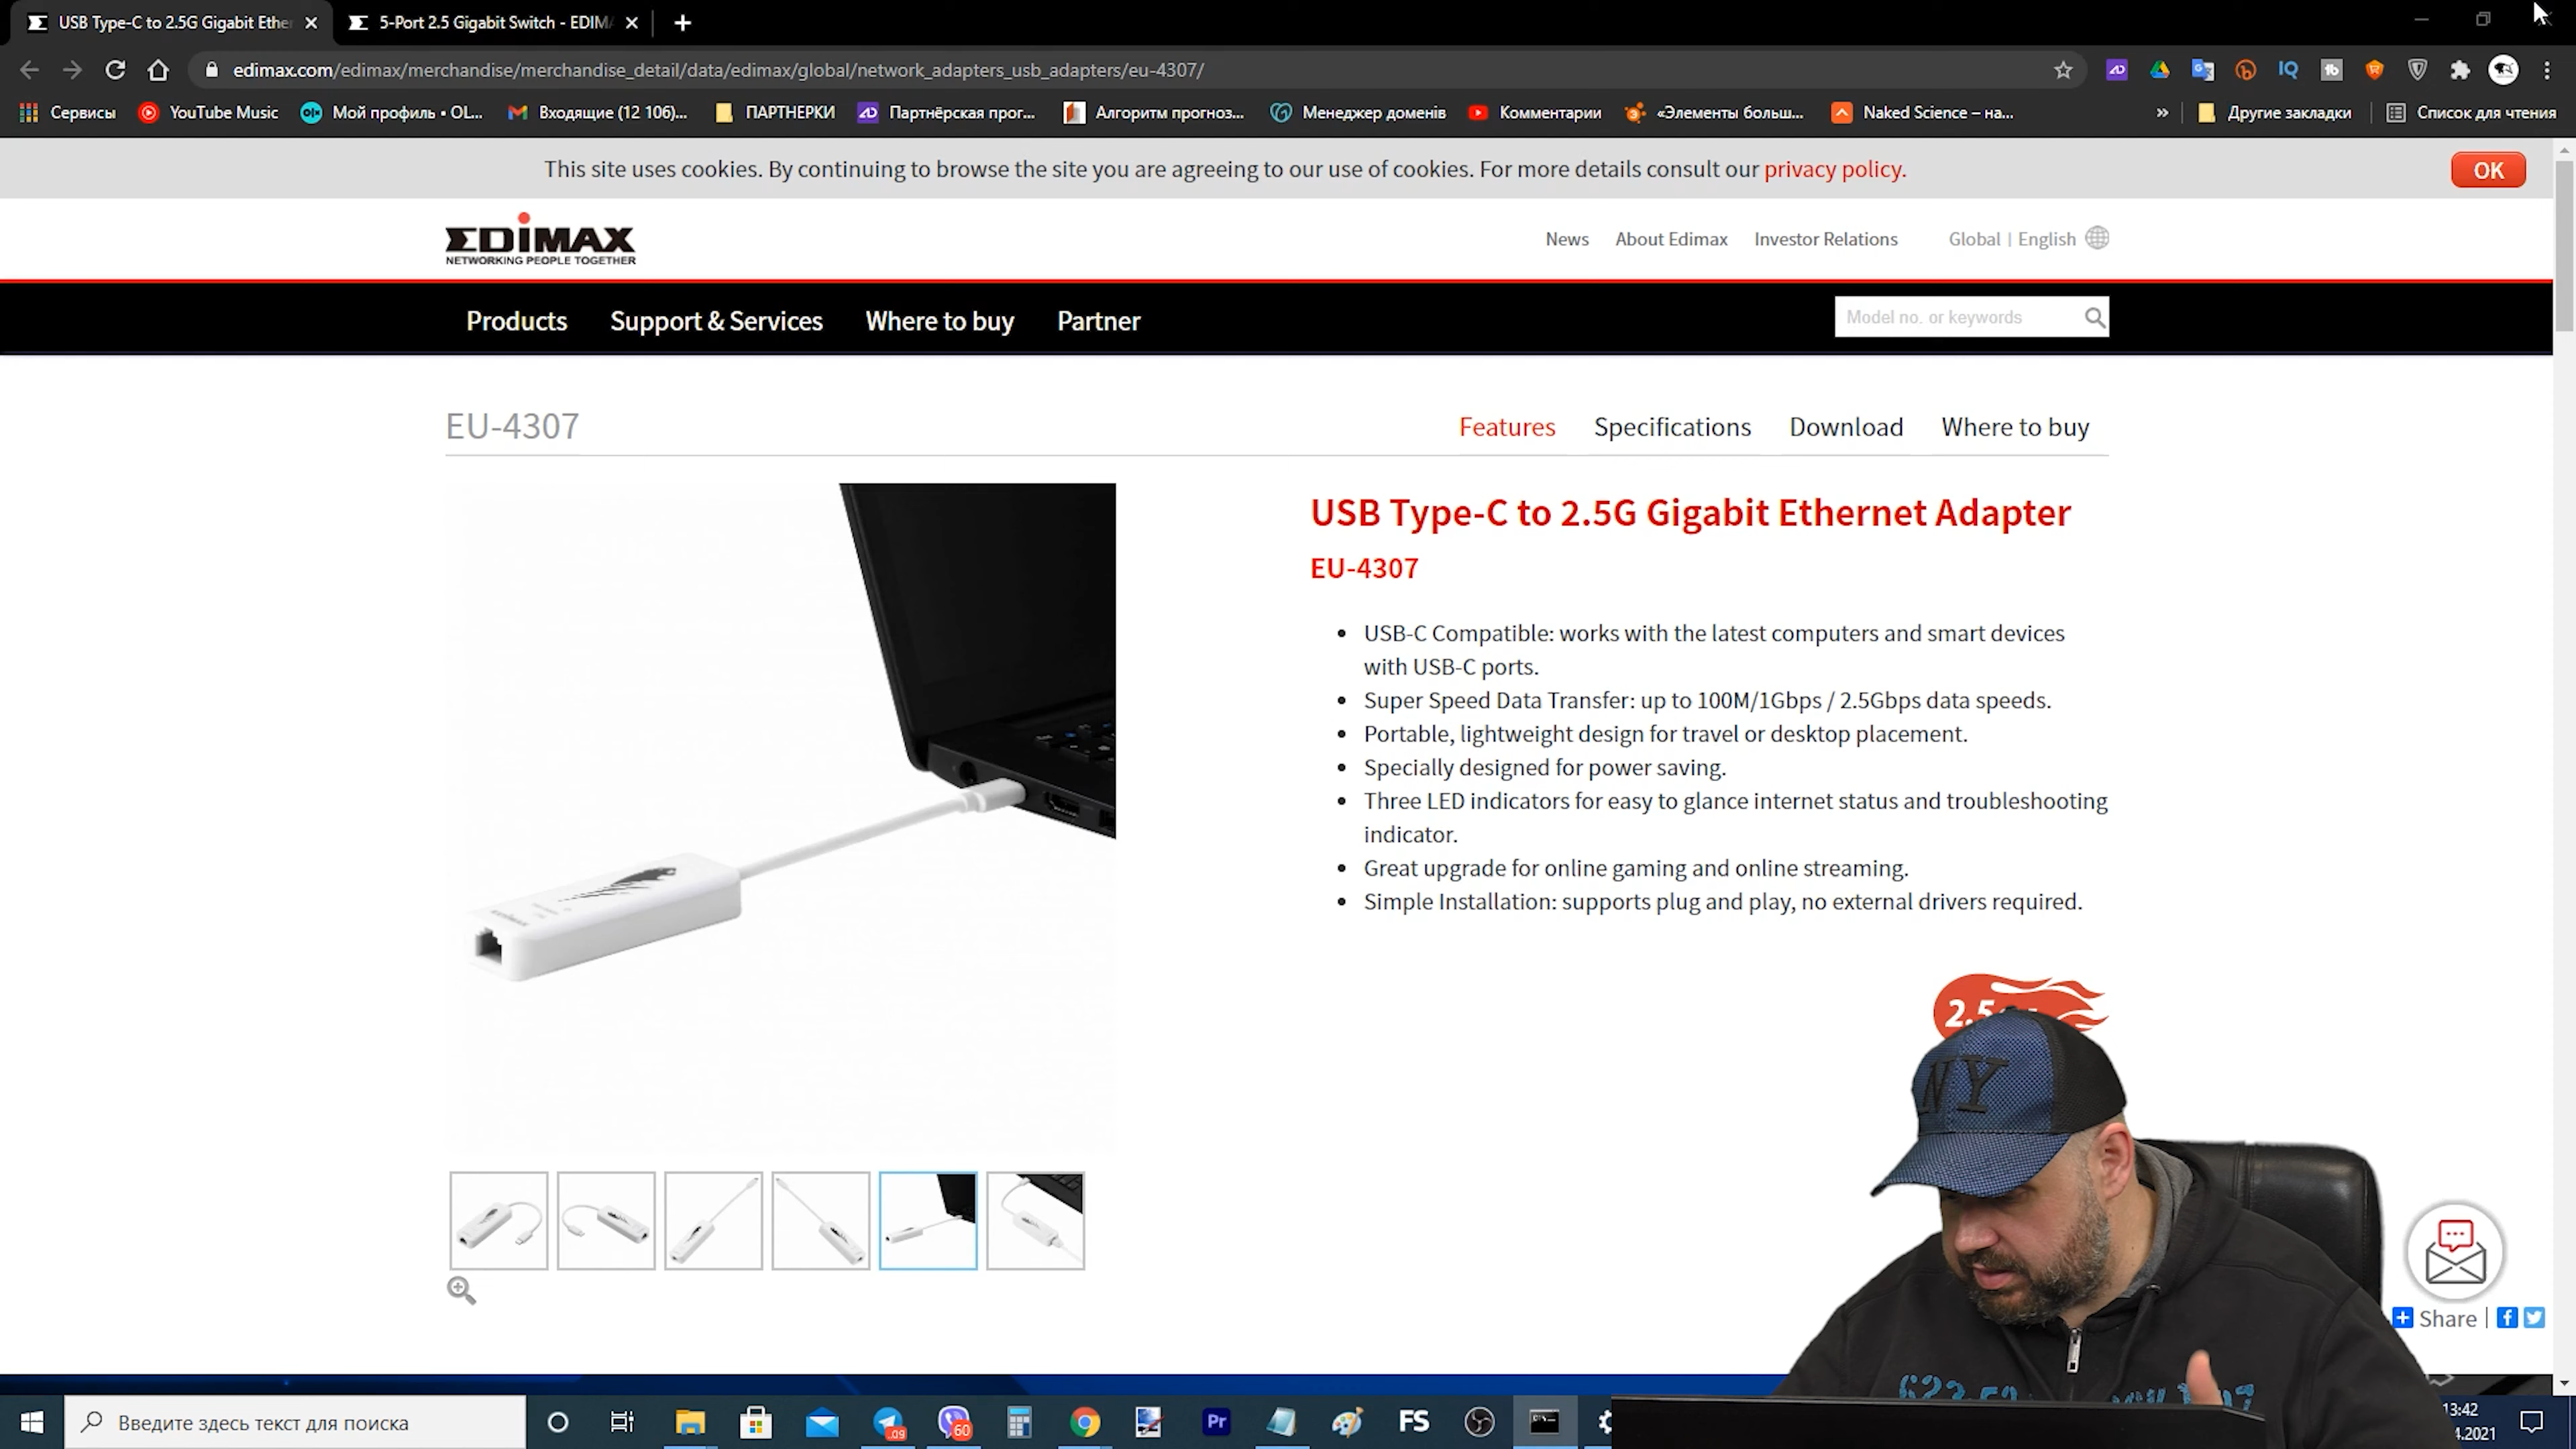 USB Type-C to 2.5G Gigabit Ethe
5-Port 2.5 Gigabit Switch - EDIM
edimax.com/edimax/merchandise/merchandise_detail/data/edimax/global/network_adapters_usb_adapters/eu-4307/
Сервисы YouTube Music Мой профиль • OL... Входящие (12 106)... ПАРТНЕРКИ Партнёрская прог... Алгоритм прогноз... Менеджер доменів Комментарии «Элементы больш... Naked Science – на... » Другие закладки Список для чтения
This site uses cookies. By continuing to browse the site you are agreeing to our use of cookies. For more details consult our privacy policy.
OK
EDIMAX
NETWORKING PEOPLE TOGETHER
News About Edimax Investor Relations Global | English
Products Support & Services Where to buy Partner
Model no. or keywords
EU-4307
Features Specifications Download Where to buy
USB Type-C to 2.5G Gigabit Ethernet Adapter
EU-4307
• USB-C Compatible: works with the latest computers and smart devices
with USB-C ports.
• Super Speed Data Transfer: up to 100M/1Gbps / 2.5Gbps data speeds.
• Portable, lightweight design for travel or desktop placement.
• Specially designed for power saving.
• Three LED indicators for easy to glance internet status and troubleshooting
indicator.
• Great upgrade for online gaming and online streaming.
• Simple Installation: supports plug and play, no external drivers required.
2.5
NY
Share |
Введите здесь текст для поиска
.09
60
Pr
FS
13:42
4.2021